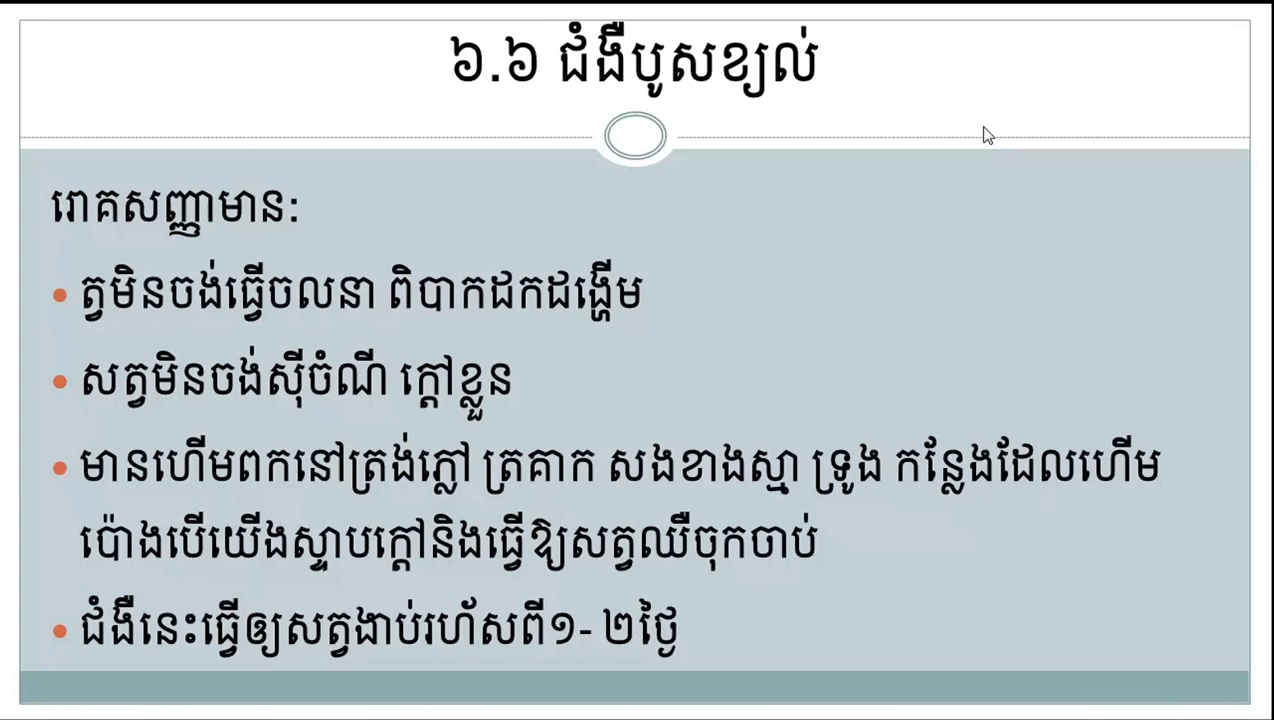 ៦.៦ ជំងឺបូសខ្យល់
រោគសញ្ញាមាន:
• ត្វមិនចង់ធ្វើចលនា ពិបាកដកដង្ហើម
• សត្វមិនចង់ស៊ីចំណី ក្តៅខ្លួន
• មានហើមពកនៅត្រង់ភ្លៅ ត្រគាក សងខាងស្មា ទ្រូង កន្លែងដែលហើម
ប៉ោងបើយើងស្ទាបក្តៅនិងធ្វើឱ្យសត្វឈឺចុកចាប់
• ជំងឺនេះធ្វើឲ្យសត្វងាប់រហ័សពី១- ២ថ្ងៃ